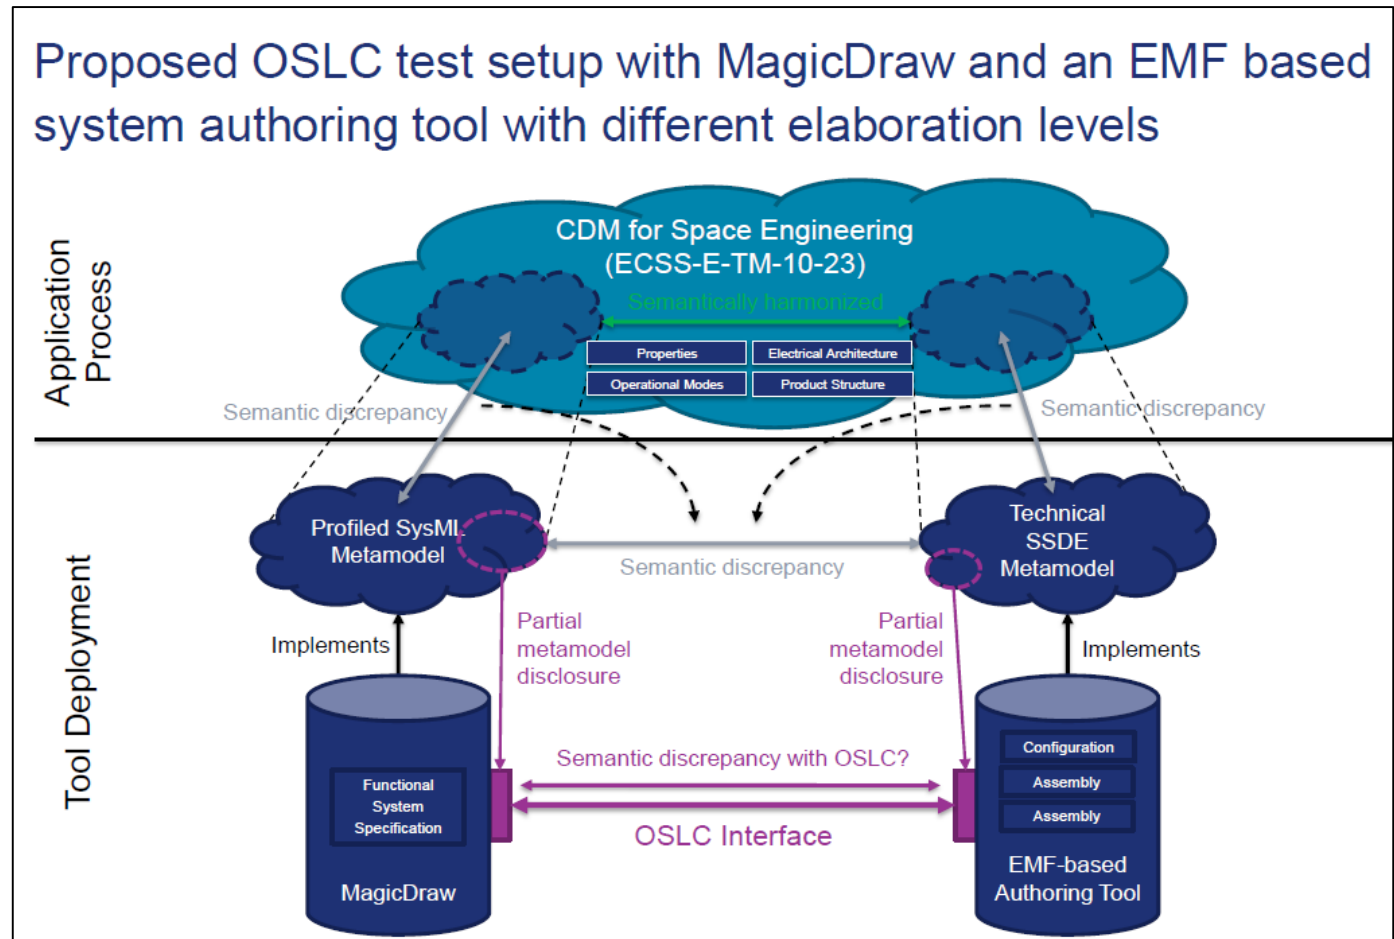 Proposed OSLC test setup with MagicDraw and an EMF based
system authoring tool with different elaboration levels
Application
Process
CDM for Space Engineering
(ECSS-E-TM-10-23)
Semantically harmonized
Properties
Electrical Architecture
Operational Modes
Product Structure
Semantic discrepancy
Semantic discrepancy
Tool Deployment
Profiled SysML
Metamodel
Technical
SSDE
Metamodel
Semantic discrepancy
Implements
Partial
metamodel
disclosure
Partial
metamodel
disclosure
Implements
Functional
System
Specification
MagicDraw
Semantic discrepancy with OSLC?
OSLC Interface
Configuration
Assembly
Assembly
EMF-based
Authoring Tool